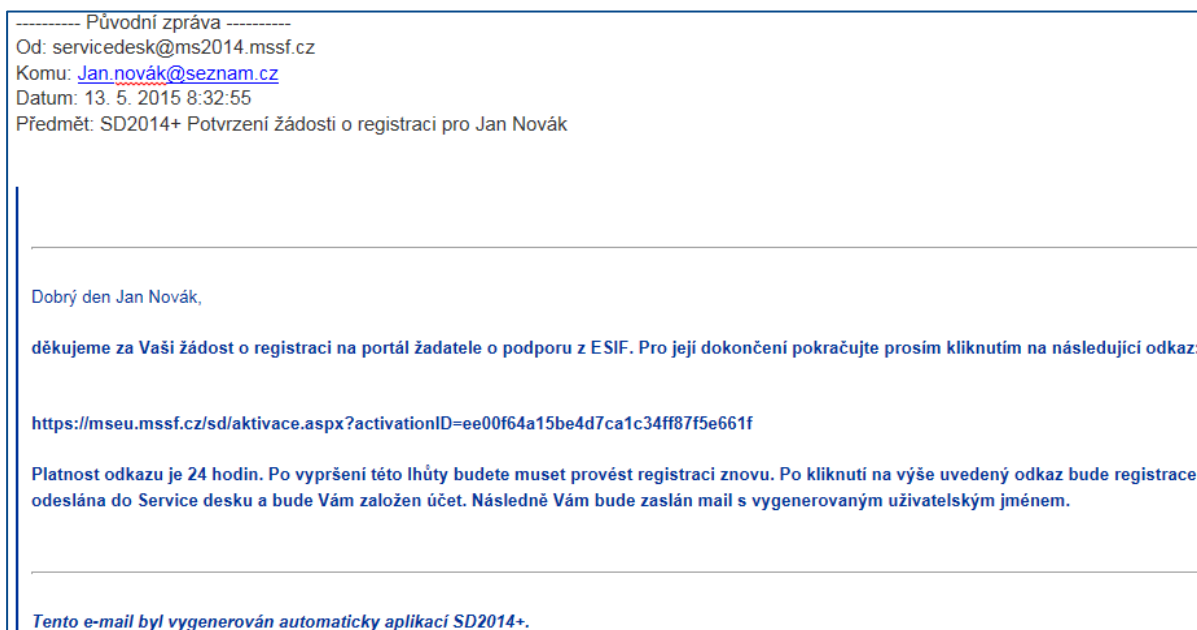 ---------- Původní zpráva ----------
Od: servicedesk@ms2014.mssf.cz
Komu: Jan.novák@seznam.cz
Datum: 13. 5. 2015 8:32:55
Předmět: SD2014+ Potvrzení žádosti o registraci pro Jan Novák
Dobrý den Jan Novák,
děkujeme za Vaši žádost o registraci na portál žadatele o podporu z ESIF. Pro její dokončení pokračujte prosím kliknutím na následující odkaz:
https://mseu.mssf.cz/sd/aktivace.aspx?activationID=ee00f64a15be4d7ca1c34ff87f5e661f
Platnost odkazu je 24 hodin. Po vypršení této lhůty budete muset provést registraci znovu. Po kliknutí na výše uvedený odkaz bude registrace
odeslána do Service desku a bude Vám založen účet. Následně Vám bude zaslán mail s vygenerovaným uživatelským jménem.
Tento e-mail byl vygenerován automaticky aplikací SD2014+.